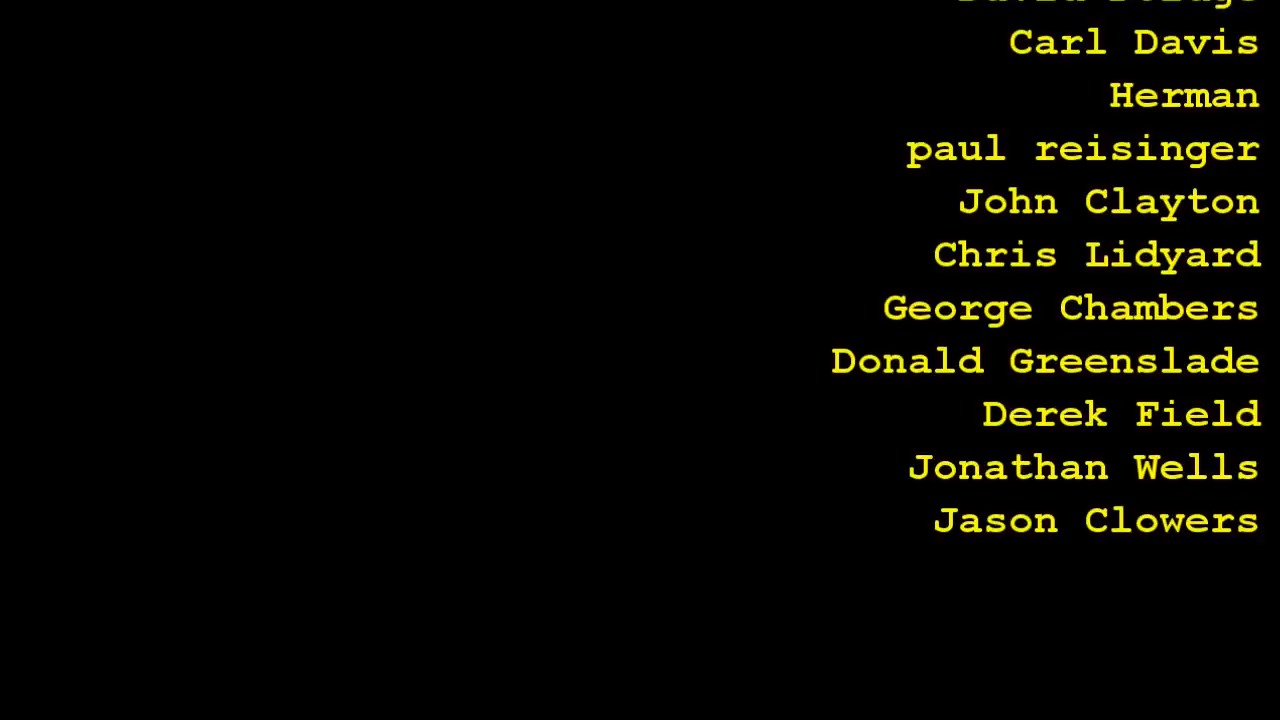 Carl Davis
Herman
paul reisinger
John Clayton
Chris Lidyard
George Chambers
Donald Greenslade
Derek Field
Jonathan Wells
Jason Clowers